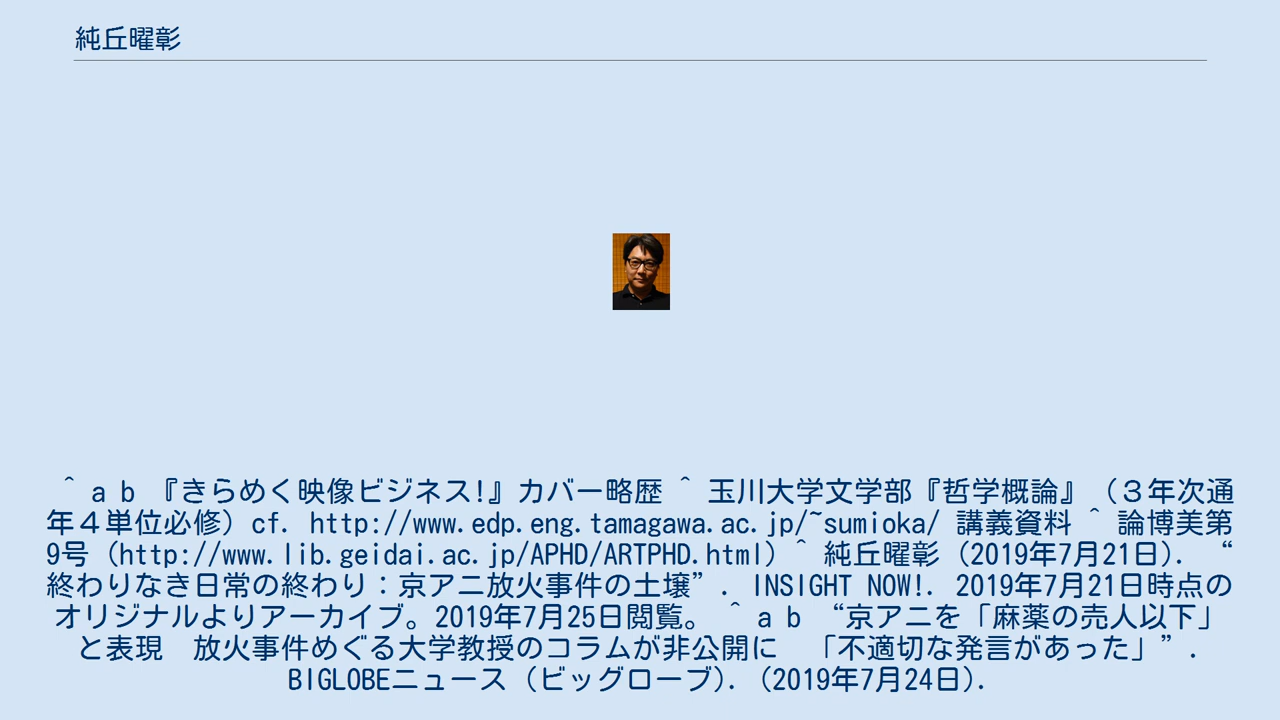 純丘曜彰
^ a b 『きらめく映像ビジネス!』カバー略歴 ^ 玉川大学文学部『哲学概論』（３年次通
年４単位必修）cf. http://www.edp.eng.tamagawa.ac.jp/~sumioka/ 講義資料 ^ 論博美第
9号（http://www.lib.geidai.ac.jp/APHD/ARTPHD.html）^ 純丘曜彰（2019年7月21日). “
終わりなき日常の終わり：京アニ放火事件の土壌”. INSIGHT NOW!. 2019年7月21日時点の
オリジナルよりアーカイブ。2019年7月25日閲覧。 ^ a b “京アニを「麻薬の売人以下」
と表現　放火事件めぐる大学教授のコラムが非公開に　「不適切な発言があった」”.
BIGLOBEニュース（ビッグローブ). (2019年7月24日).